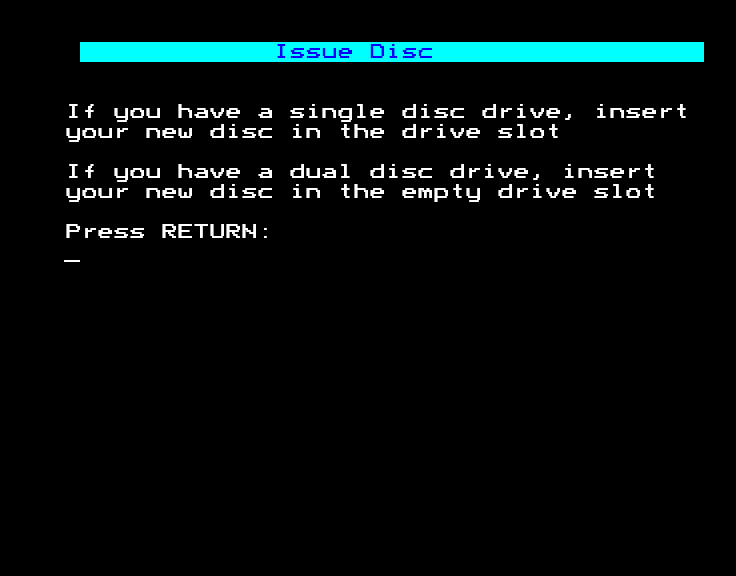 Issue Disc
If you have a single disc drive, insert
your new disc in the drive slot
If you have a dual disc drive, insert
your new disc in the empty drive slot
Press RETURN:
_